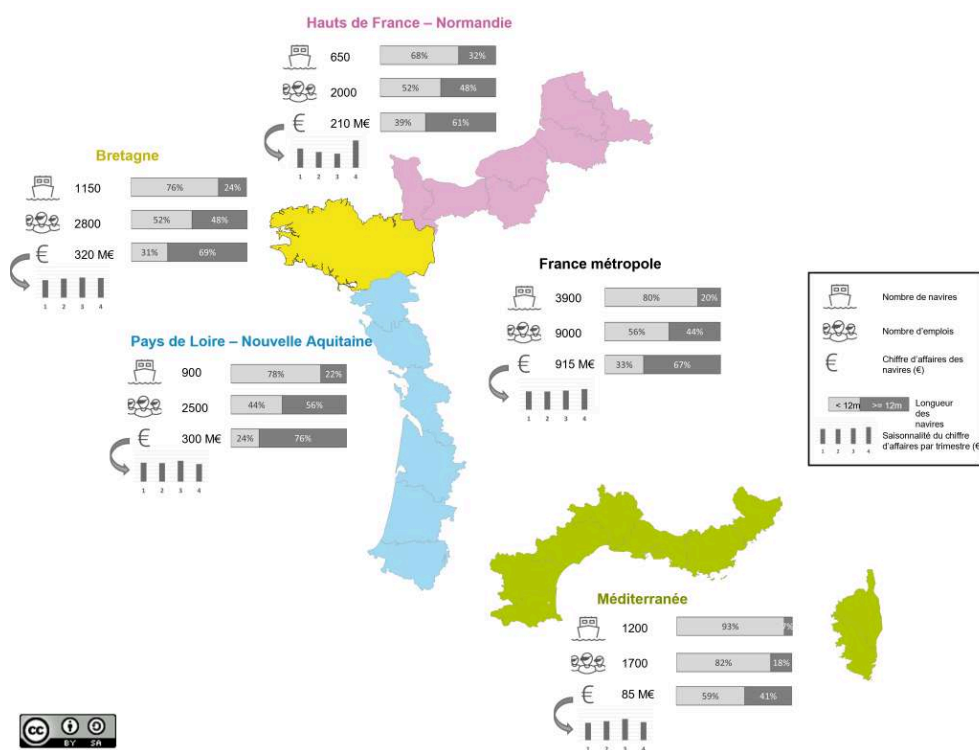 Hauts de France – Normandie
650
68%
32%
2000
52%
48%
€
210 M€
39%
61%
1
2
3
4
Bretagne
1150
76%
24%
2800
52%
48%
€
320 M€
31%
69%
1
2
3
4
Pays de Loire – Nouvelle Aquitaine
900
78%
22%
2500
44%
56%
€
300 M€
24%
76%
1
2
3
4
France métropole
3900
80%
20%
9000
56%
44%
€
915 M€
33%
67%
1
2
3
4
Nombre de navires
Nombre d'emplois
€
Chiffre d'affaires des
navires (€)
< 12m
>= 12m
Longueur
des
navires
Saisonnalité du chiffre
d'affaires par trimestre (€
1
2
3
4
Méditerranée
1200
93%
7%
1700
82%
18%
€
85 M€
59%
41%
1
2
3
4
cc
BY
SA